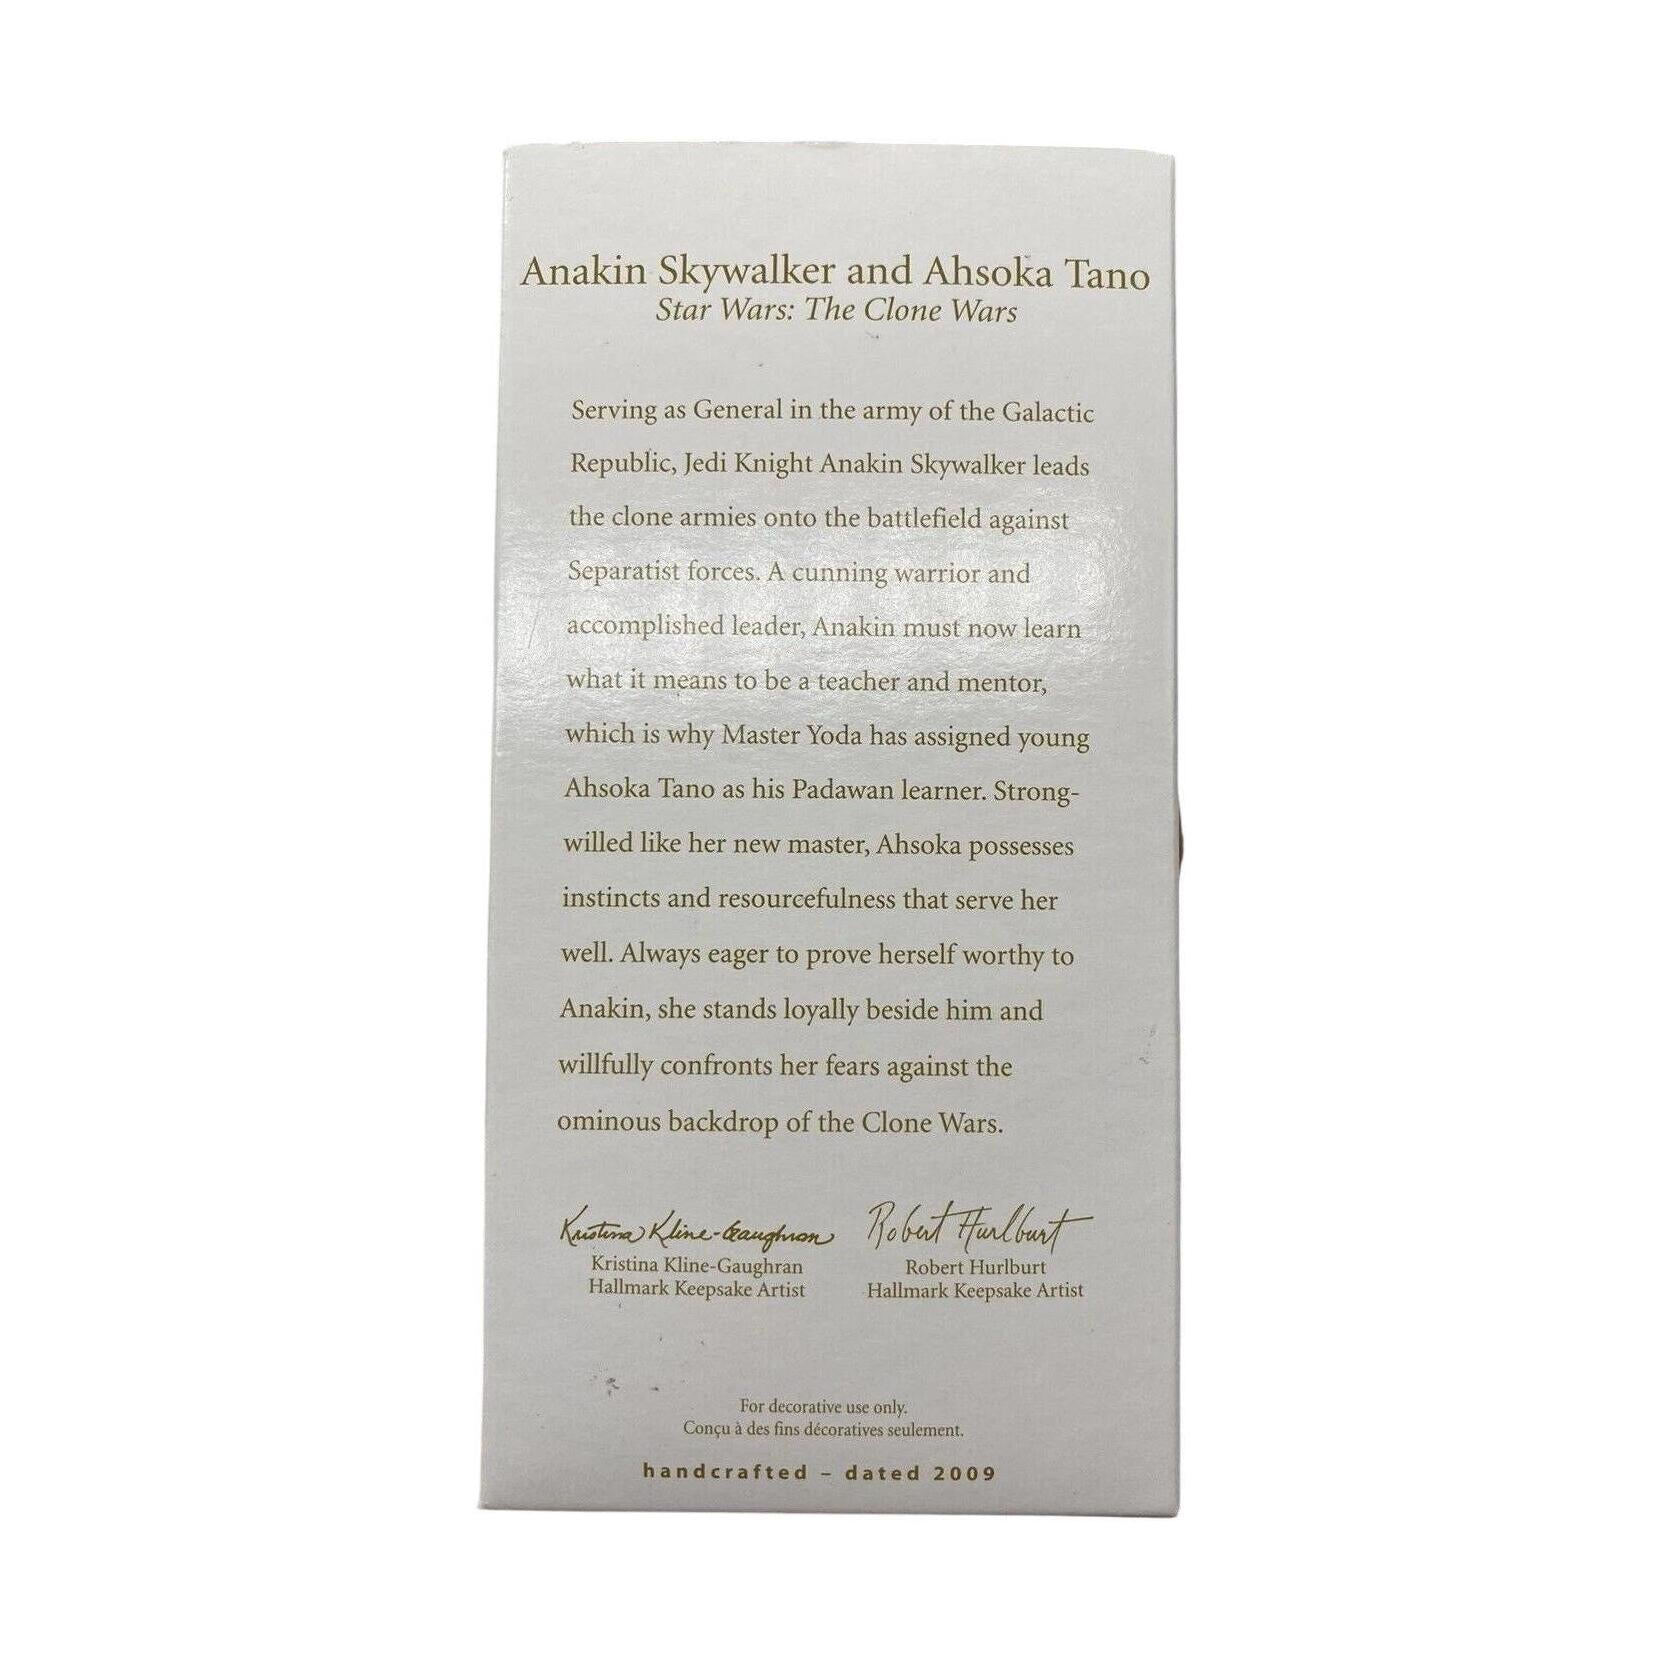 Anakin Skywalker and Ahsoka Tano
Star Wars: The Clone Wars
Serving as General in the army of the Galactic
Republic, Jedi Knight Anakin Skywalker leads
the clone armies onto the battlefield against
Separatist forces. A cunning warrior and
accomplished leader, Anakin must now learn
what it means to be a teacher and mentor,
which is why Master Yoda has assigned young
Ahsoka Tano as his Padawan learner. Strong-
willed like her new master, Ahsoka possesses
instincts and resourcefulness that serve her
well. Always eager to prove herself worthy to
Anakin, she stands loyally beside him and
willfully confronts her fears against the
ominous backdrop of the Clone Wars.
Kristina Kline-Gaughran
Kristina Kline-Gaughran
Hallmark Keepsake Artist
Robert Hurlburt
Robert Hurlburt
Hallmark Keepsake Artist
For decorative use only.
Conçu à des fins décoratives seulement.
handcrafted – dated 2009